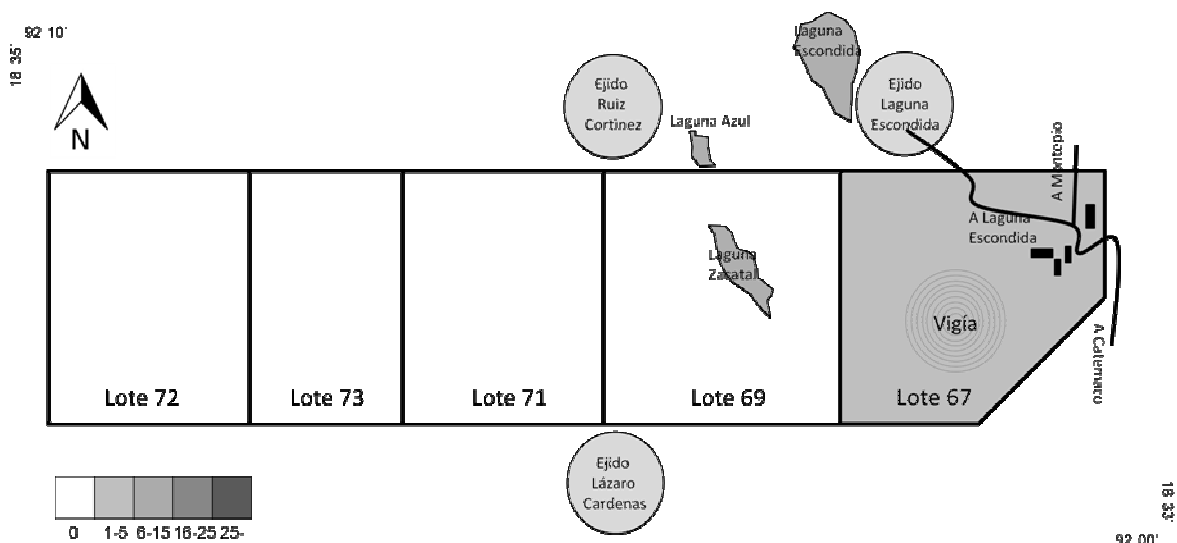 92 10'
18 35'
N
Ejido
Ruiz
Cortinez
Laguna Azul
Laguna
Escondida
Ejido
Laguna
Escondida
A Montepio
A Laguna
Escondida
Laguna
Zacatal
Vigía
A Catemaco
Lote 72
Lote 73
Lote 71
Lote 69
Lote 67
Ejido
Lázaro
Cardenas
0 1-5 6-15 16-25 25-
18 33'
92 00'